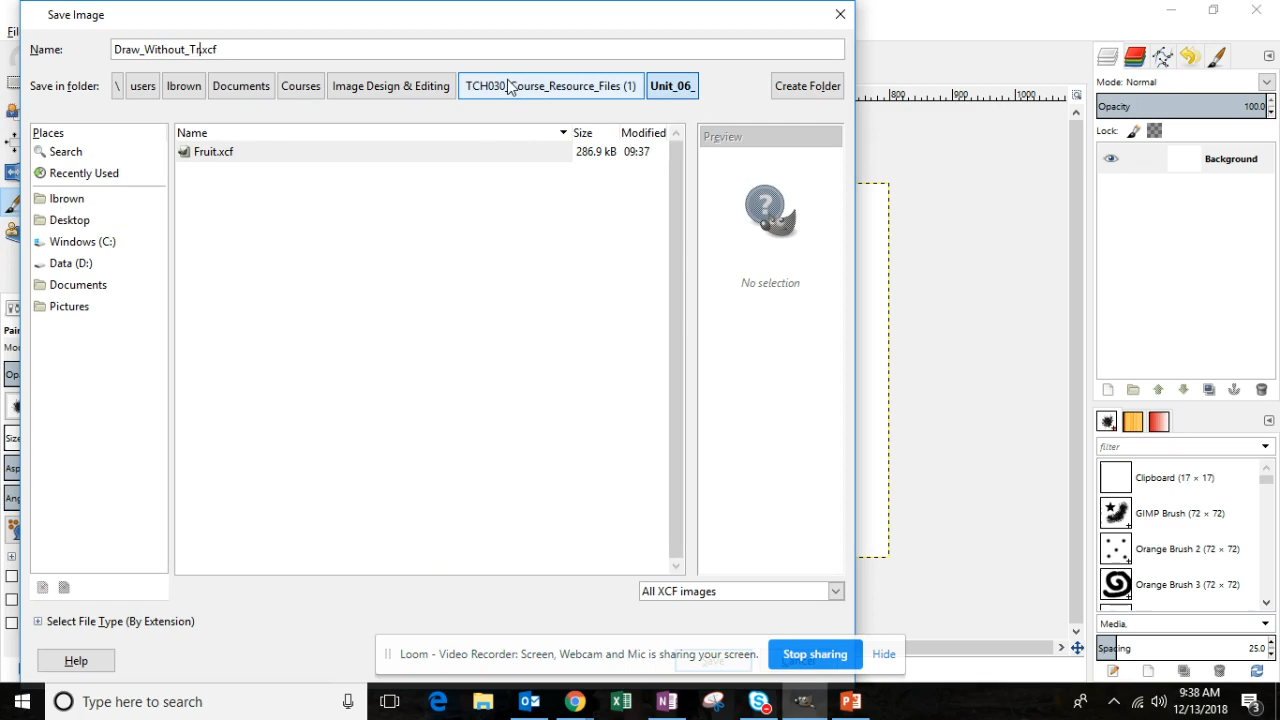 Save Image
Name:
Draw_Without_Tr.xcf
Save in folder:
\
users
lbrown
Documents
Courses
Image Design & Editing
Unit_06_
Create Folder
Places
Search
Recently Used
lbrown
Desktop
Windows (C:)
Data (D:)
Documents
Pictures
Name
Size
Modified
Fruit.xcf
286.9 kB
09:37
Preview
No selection
All XCF images
Select File Type (By Extension)
Help
Loom - Video Recorder: Screen, Webcam and Mic is sharing your screen.
Stop sharing
Hide
800
900
1000
Mode: Normal
Opacity
100.0
Lock:
Background
filter
Clipboard (17 × 17)
GIMP Brush (72 × 72)
Orange Brush 2 (72 × 72)
Orange Brush 3 (72 × 72)
Media,
Spacing
25.0
Type here to search
9:38 AM
12/13/2018
3